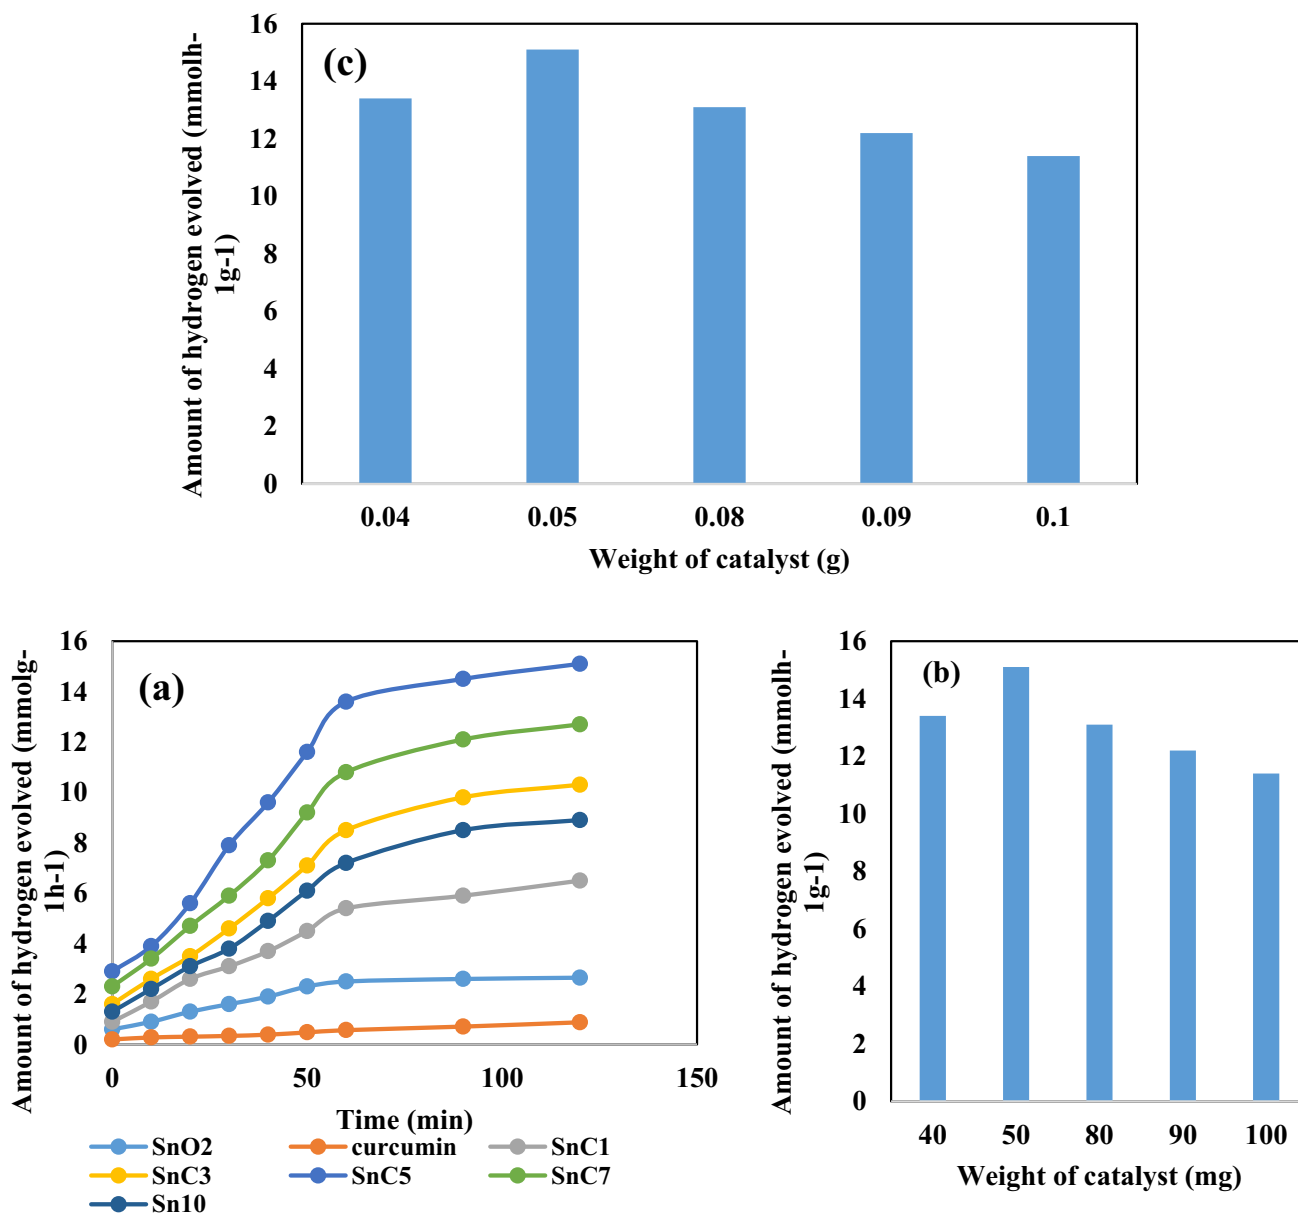 (c)
Amount of hydrogen evolved (mmolh-
1g-1)
16
14
12
10
8
6
4
2
0
0.04 0.05 0.08 0.09 0.1
Weight of catalyst (g)
(a)
Amount of hydrogen evolved (mmolg-
1h-1)
16
14
12
10
8
6
4
2
0
0 50 100 150
Time (min)
SnO2 curcumin SnC1
SnC3 SnC5 SnC7
Sn10
(b)
Amount of hydrogen evolved (mmolh-
1g-1)
16
14
12
10
8
6
4
2
0
40 50 80 90 100
Weight of catalyst (mg)